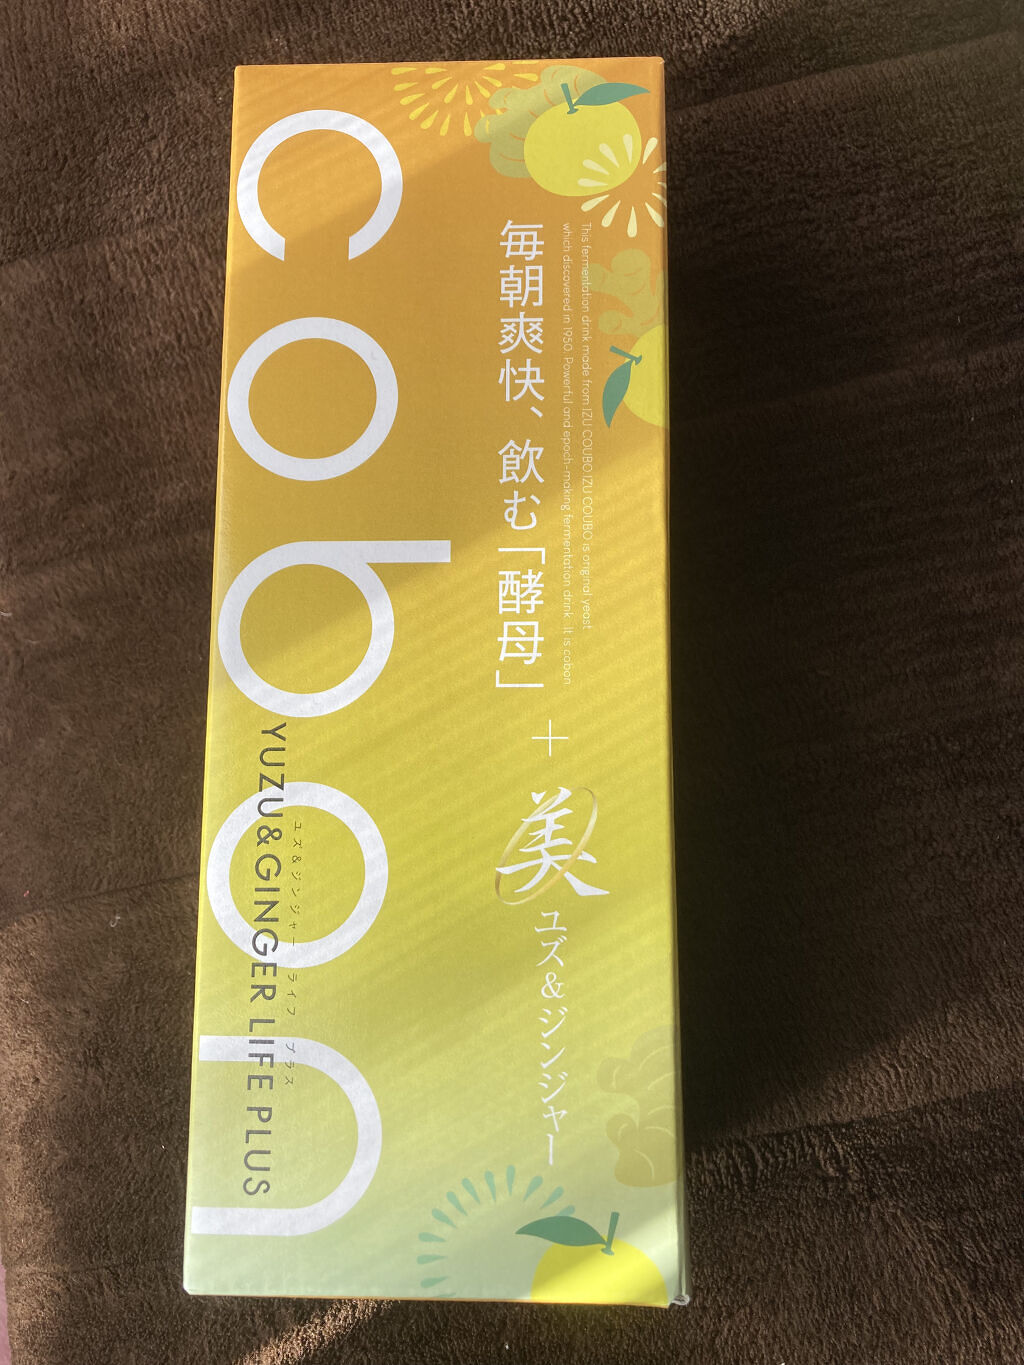 This fermentation drink made from IZU COUBO.IZU COUBO is original yeast
which discovered in 1950. Powerful and epoch-making fermentation drink. It is cobon
毎朝爽快、飲む「酵母」
+
美
ユズ&ジンジャー
cobon
ユズ&ジンジャー ライフ プラス
YUZU&GINGER LIFE PLUS